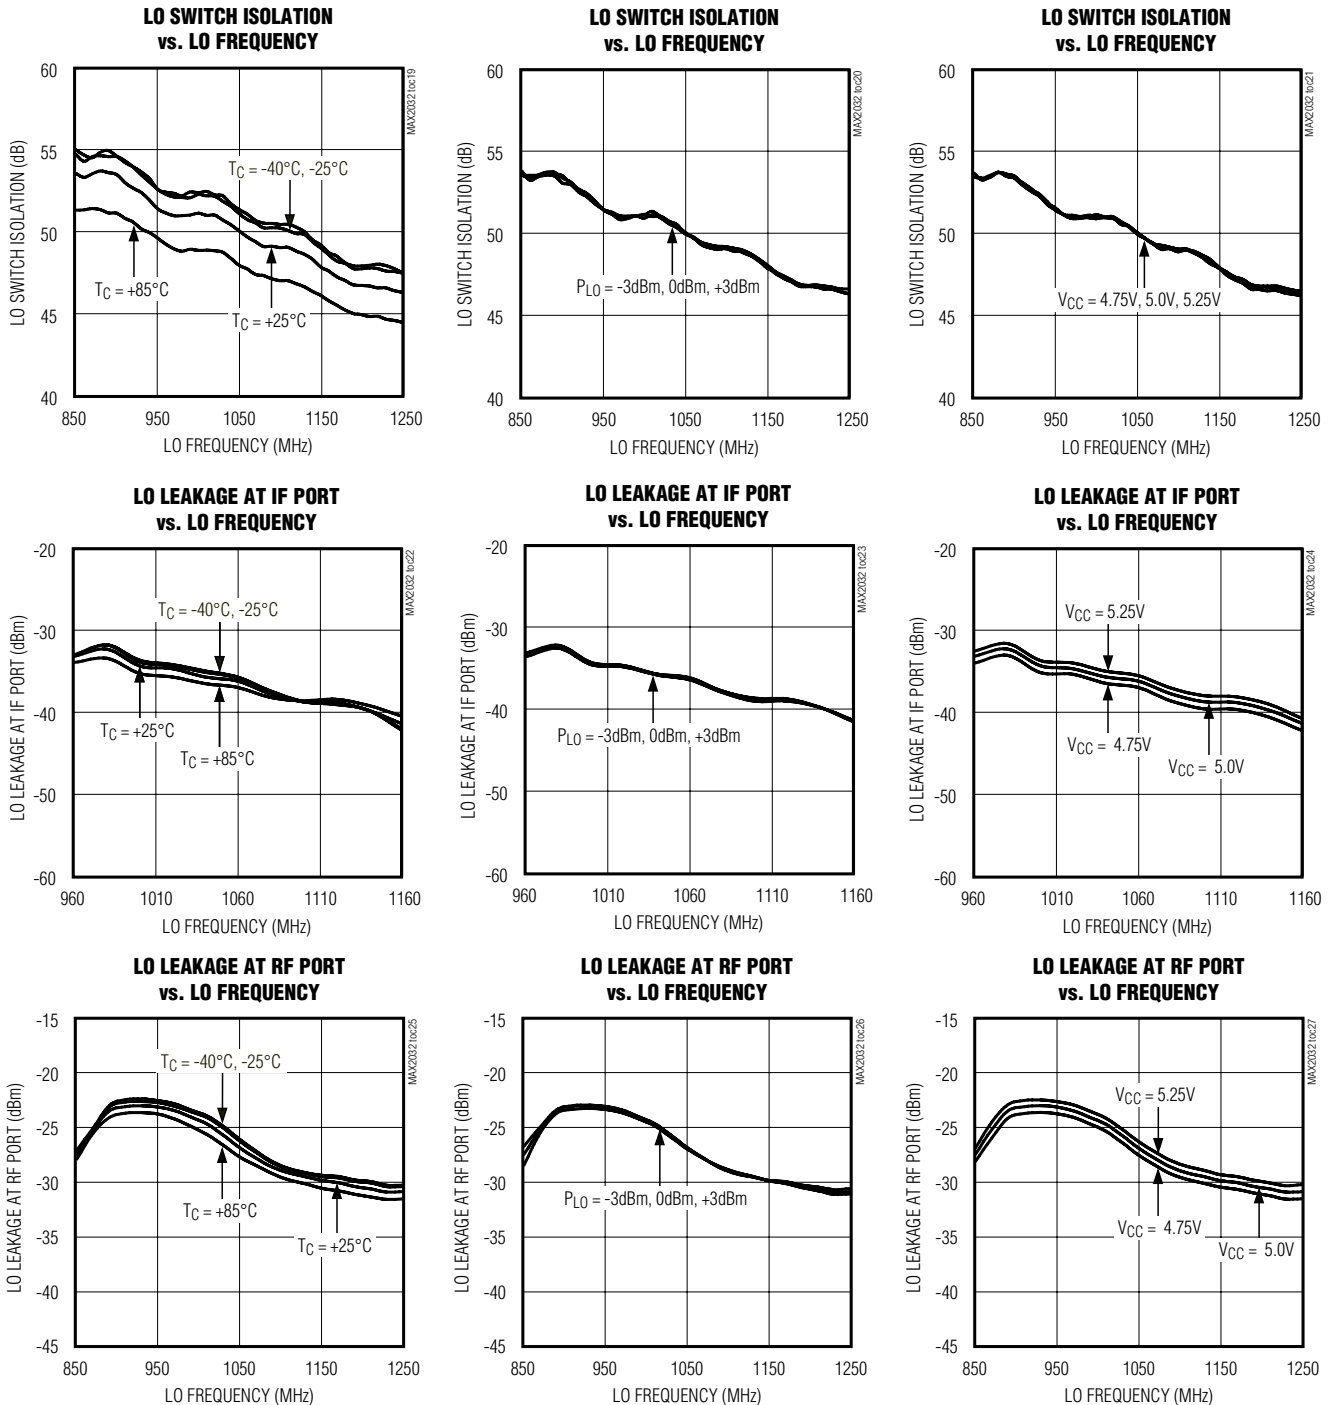 LO SWITCH ISOLATION
vs. LO FREQUENCY
LO SWITCH ISOLATION (dB)
60
55
50
45
40
TC = -40°C, -25°C
TC = +85°C
TC = +25°C
850 950 1050 1150 1250
LO FREQUENCY (MHz)
MAX2032 toc19
LO SWITCH ISOLATION
vs. LO FREQUENCY
LO SWITCH ISOLATION (dB)
60
55
50
45
40
PLO = -3dBm, 0dBm, +3dBm
850 950 1050 1150 1250
LO FREQUENCY (MHz)
MAX2032 toc20
LO SWITCH ISOLATION
vs. LO FREQUENCY
LO SWITCH ISOLATION (dB)
60
55
50
45
40
VCC = 4.75V, 5.0V, 5.25V
850 950 1050 1150 1250
LO FREQUENCY (MHz)
MAX2032 toc21
LO LEAKAGE AT IF PORT
vs. LO FREQUENCY
LO LEAKAGE AT IF PORT (dBm)
-20
-30
-40
-50
-60
TC = -40°C, -25°C
TC = +25°C
TC = +85°C
960 1010 1060 1110 1160
LO FREQUENCY (MHz)
MAX2032 toc22
LO LEAKAGE AT IF PORT
vs. LO FREQUENCY
LO LEAKAGE AT IF PORT (dBm)
-20
-30
-40
-50
-60
PLO = -3dBm, 0dBm, +3dBm
960 1010 1060 1110 1160
LO FREQUENCY (MHz)
MAX2032 toc23
LO LEAKAGE AT IF PORT
vs. LO FREQUENCY
LO LEAKAGE AT IF PORT (dBm)
-20
-30
-40
-50
-60
VCC = 5.25V
VCC = 4.75V
VCC = 5.0V
960 1010 1060 1110 1160
LO FREQUENCY (MHz)
MAX2032 toc24
LO LEAKAGE AT RF PORT
vs. LO FREQUENCY
LO LEAKAGE AT RF PORT (dBm)
-15
-20
-25
-30
-35
-40
-45
TC = -40°C, -25°C
TC = +85°C
TC = +25°C
850 950 1050 1150 1250
LO FREQUENCY (MHz)
MAX2032 toc25
LO LEAKAGE AT RF PORT
vs. LO FREQUENCY
LO LEAKAGE AT RF PORT (dBm)
-15
-20
-25
-30
-35
-40
-45
PLO = -3dBm, 0dBm, +3dBm
850 950 1050 1150 1250
LO FREQUENCY (MHz)
MAX2032 toc26
LO LEAKAGE AT RF PORT
vs. LO FREQUENCY
LO LEAKAGE AT RF PORT (dBm)
-15
-20
-25
-30
-35
-40
-45
VCC = 5.25V
VCC = 4.75V
VCC = 5.0V
850 950 1050 1150 1250
LO FREQUENCY (MHz)
MAX2032 toc27